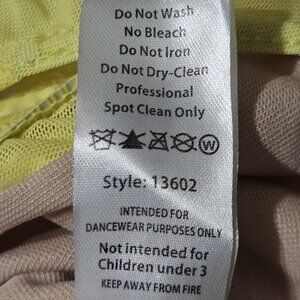 Do Not Wash
No Bleach
Do Not Iron
Do Not Dry-Clean
Professional
Spot Clean Only
W
Style: 13602
INTENDED FOR
DANCEWEAR PURPOSES ONLY
Not intended for
Children under 3
KEEP AWAY FROM FIRE